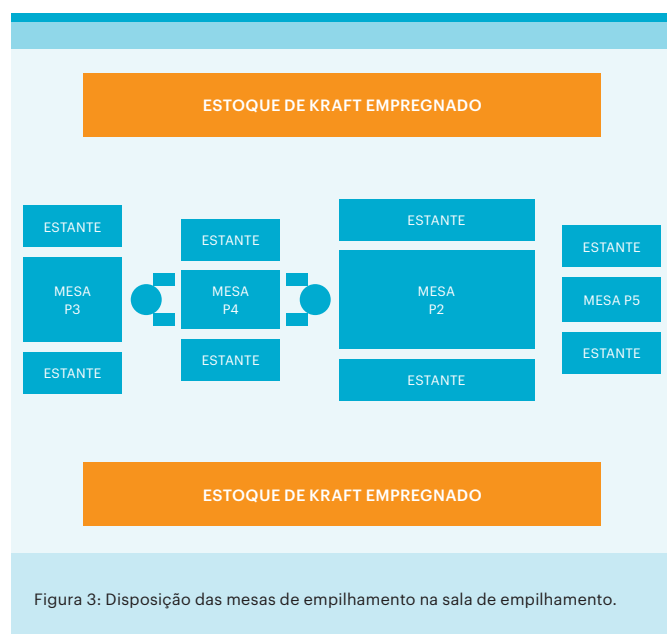 ESTOQUE DE KRAFT EMPREGNADO
ESTANTE
MESA
P3
ESTANTE
ESTANTE
MESA
P4
ESTANTE
ESTANTE
MESA
P2
ESTANTE
ESTANTE
MESA P5
ESTANTE
ESTOQUE DE KRAFT EMPREGNADO
Figura 3: Disposição das mesas de empilhamento na sala de empilhamento.